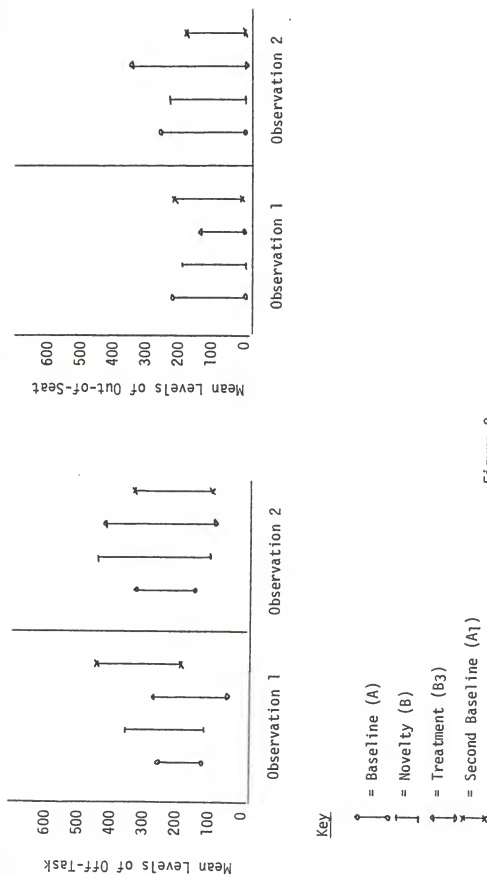 Mean Levels of Off-Task
600
500
400
300
200
100
0
Observation 1
Observation 2
Mean Levels of Out-of-Seat
600
500
400
300
200
100
0
Observation 1
Observation 2
Key
= Baseline (A)
= Novelty (B)
= Treatment (B3)
= Second Baseline (A1)